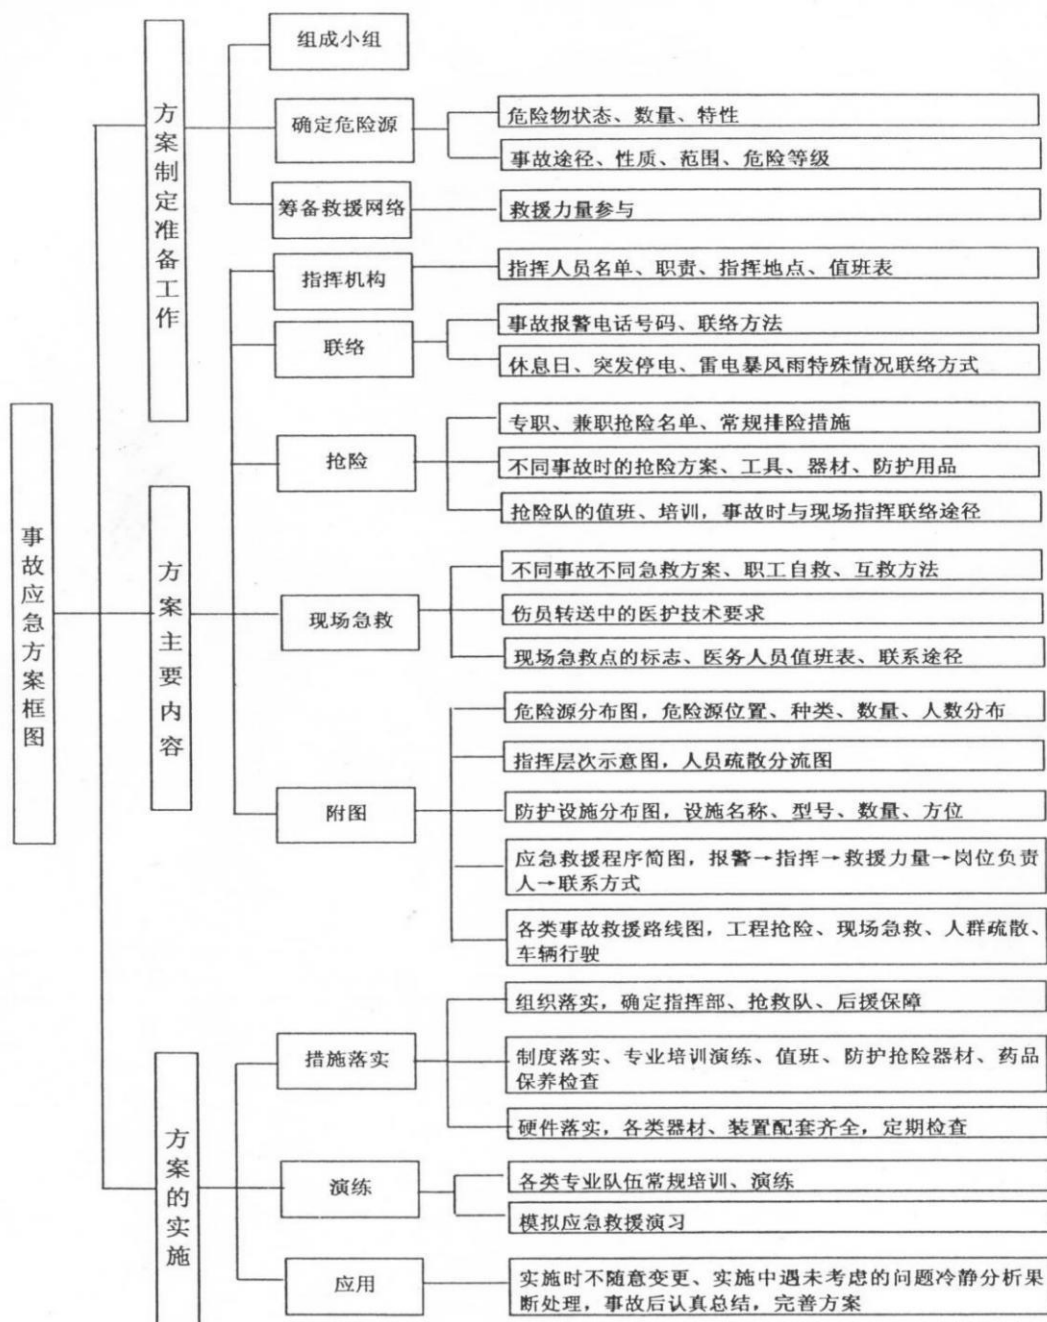 事故应急方案框图
方案制定准备工作
组成小组
确定危险源
危险物状态、数量、特性
事故途径、性质、范围、危险等级
筹备救援网络
救援力量参与
方案主要内容
指挥机构
指挥人员名单、职责、指挥地点、值班表
联络
事故报警电话号码、联络方法
休息日、突发停电、雷电暴风雨特殊情况联络方式
抢险
专职、兼职抢险名单、常规排险措施
不同事故时的抢险方案、工具、器材、防护用品
抢险队的值班、培训，事故时与现场指挥联络途径
现场急救
不同事故不同急救方案、职工自救、互救方法
伤员转送中的医护技术要求
现场急救点的标志、医务人员值班表、联系途径
附图
危险源分布图，危险源位置、种类、数量、人数分布
指挥层次示意图，人员疏散分流图
防护设施分布图，设施名称、型号、数量、方位
应急救援程序简图，报警→指挥→救援力量→岗位负责
人→联系方式
各类事故救援路线图，工程抢险、现场急救、人群疏散、
车辆行驶
方案的实施
措施落实
组织落实，确定指挥部、抢救队、后援保障
制度落实、专业培训演练、值班、防护抢险器材、药品
保养检查
硬件落实，各类器材、装置配套齐全，定期检查
演练
各类专业队伍常规培训、演练
模拟应急救援演习
应用
实施时不随意变更、实施中遇未考虑的问题冷静分析果
断处理，事故后认真总结，完善方案